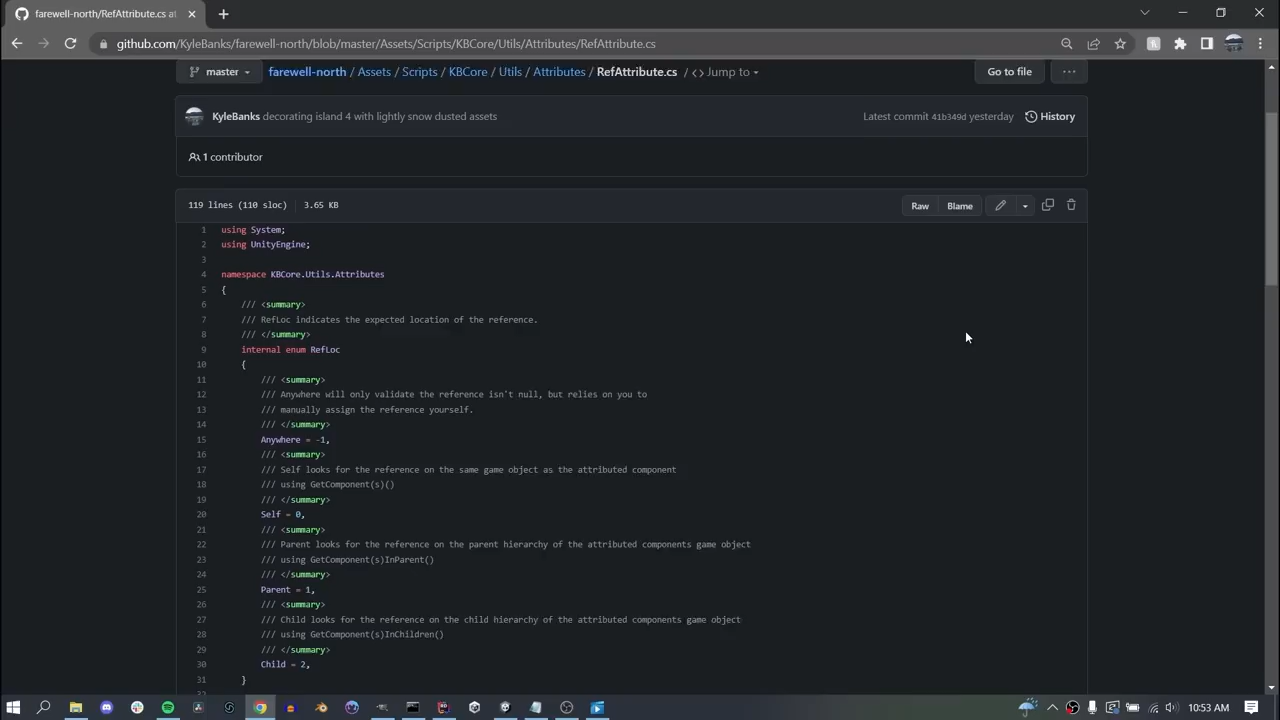 farewell-north/RefAttribute.cs at
github.com/KyleBanks/farewell-north/blob/master/Assets/Scripts/KBCore/Utils/Attributes/RefAttribute.cs
master
farewell-north / Assets / Scripts / KBCore / Utils / Attributes / RefAttribute.cs / <> Jump to
Go to file
...
KyleBanks decorating island 4 with lightly snow dusted assets
Latest commit 41b349d yesterday
History
1 contributor
119 lines (110 sloc) | 3.65 KB
Raw
Blame
1 using System;
2 using UnityEngine;
3
4 namespace KBCore.Utils.Attributes
5 {
6 /// <summary>
7 /// RefLoc indicates the expected location of the reference.
8 /// </summary>
9 internal enum RefLoc
10 {
11 /// <summary>
12 /// Anywhere will only validate the reference isn't null, but relies on you to
13 /// manually assign the reference yourself.
14 /// </summary>
15 Anywhere = -1,
16 /// <summary>
17 /// Self looks for the reference on the same game object as the attributed component
18 /// using GetComponent(s)()
19 /// </summary>
20 Self = 0,
21 /// <summary>
22 /// Parent looks for the reference on the parent hierarchy of the attributed components game object
23 /// using GetComponent(s)InParent()
24 /// </summary>
25 Parent = 1,
26 /// <summary>
27 /// Child looks for the reference on the child hierarchy of the attributed components game object
28 /// using GetComponent(s)InChildren()
29 /// </summary>
30 Child = 2,
31 }
10:53 AM